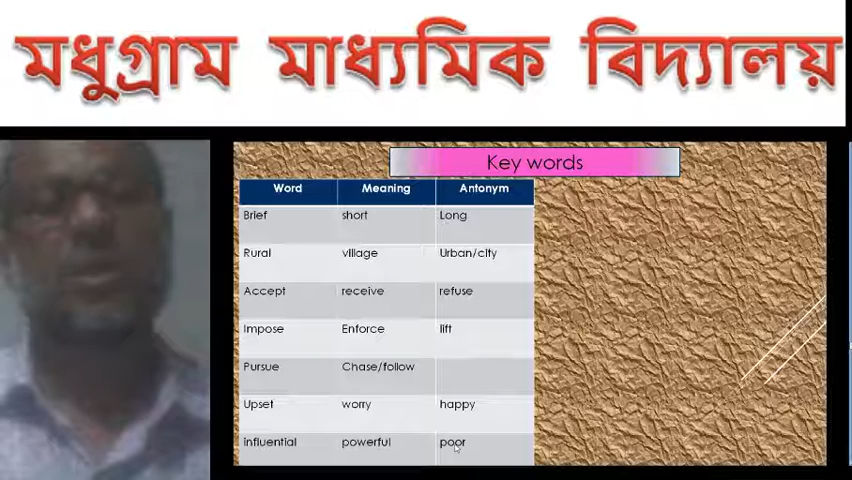 মধুগ্রাম মাধ্যমিক বিদ্যালয়
Key words
Word Meaning Antonym
Brief short Long
Rural village Urban/city
Accept receive refuse
Impose Enforce lift
Pursue Chase/follow
Upset worry happy
influential powerful poor